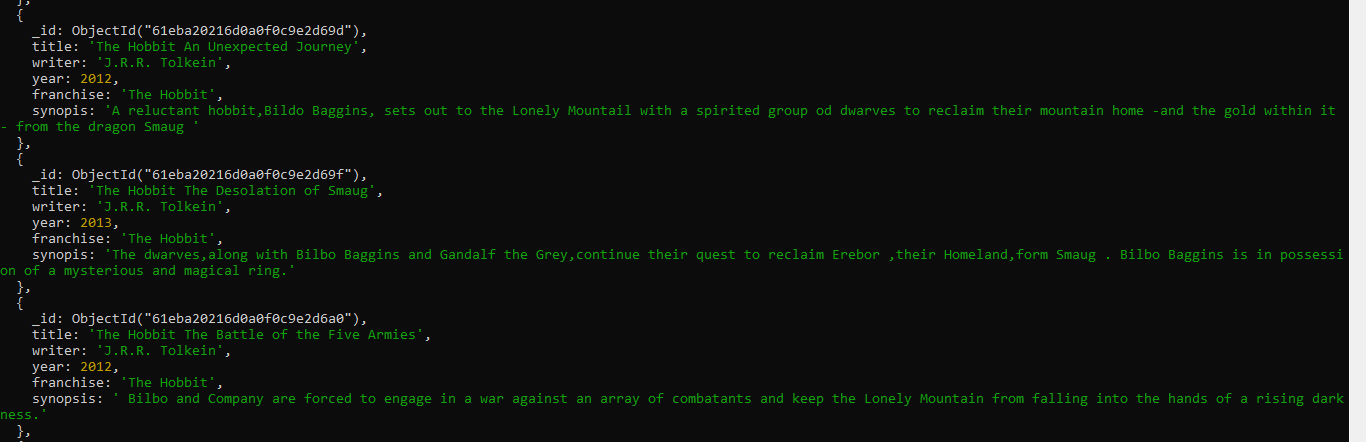 },
{
_id: ObjectId("61eba20216d0a0f0c9e2d69d"),
title: 'The Hobbit An Unexpected Journey',
writer: 'J.R.R. Tolkein',
year: 2012,
franchise: 'The Hobbit',
synopis: 'A reluctant hobbit,Bildo Baggins, sets out to the Lonely Mountail with a spirited group od dwarves to reclaim their mountain home -and the gold within it
- from the dragon Smaug '
},
{
_id: ObjectId("61eba20216d0a0f0c9e2d69f"),
title: 'The Hobbit The Desolation of Smaug',
writer: 'J.R.R. Tolkein',
year: 2013,
franchise: 'The Hobbit',
synopis: 'The dwarves,along with Bilbo Baggins and Gandalf the Grey,continue their quest to reclaim Erebor ,their Homeland,form Smaug . Bilbo Baggins is in possessi
on of a mysterious and magical ring.'
},
{
_id: ObjectId("61eba20216d0a0f0c9e2d6a0"),
title: 'The Hobbit The Battle of the Five Armies',
writer: 'J.R.R. Tolkein',
year: 2012,
franchise: 'The Hobbit',
synopsis: ' Bilbo and Company are forced to engage in a war against an array of combatants and keep the Lonely Mountain from falling into the hands of a rising dark
ness.'
},